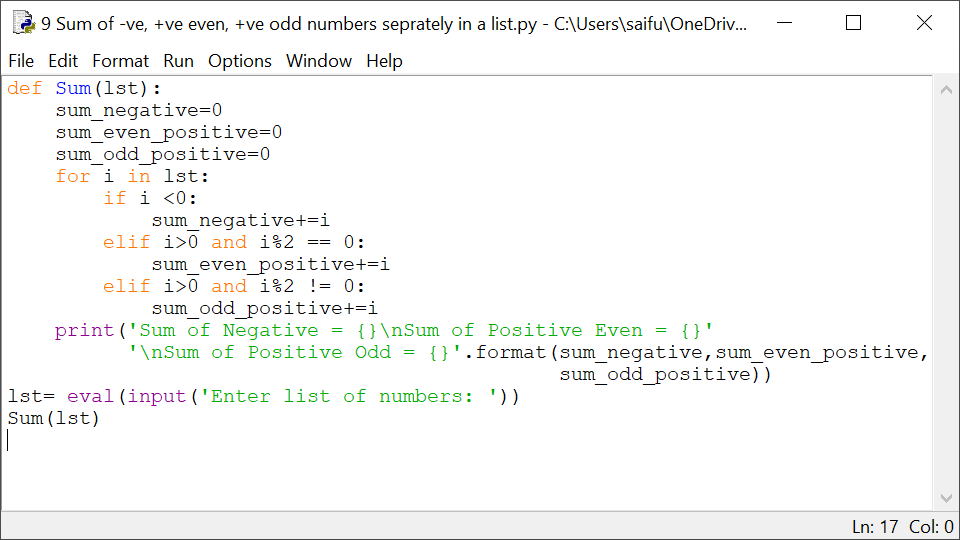 9 Sum of -ve, +ve even, +ve odd numbers seprately in a list.py - C:\Users\saifu\OneDriv...
File Edit Format Run Options Window Help
def Sum(lst):
    sum_negative=0
    sum_even_positive=0
    sum_odd_positive=0
    for i in lst:
        if i <0:
            sum_negative+=i
        elif i>0 and i%2 == 0:
            sum_even_positive+=i
        elif i>0 and i%2 != 0:
            sum_odd_positive+=i
    print('Sum of Negative = {}\nSum of Positive Even = {}'
          '\nSum of Positive Odd = {}'.format(sum_negative,sum_even_positive,
                                              sum_odd_positive))
lst= eval(input('Enter list of numbers: '))
Sum(lst)
Ln: 17 Col: 0